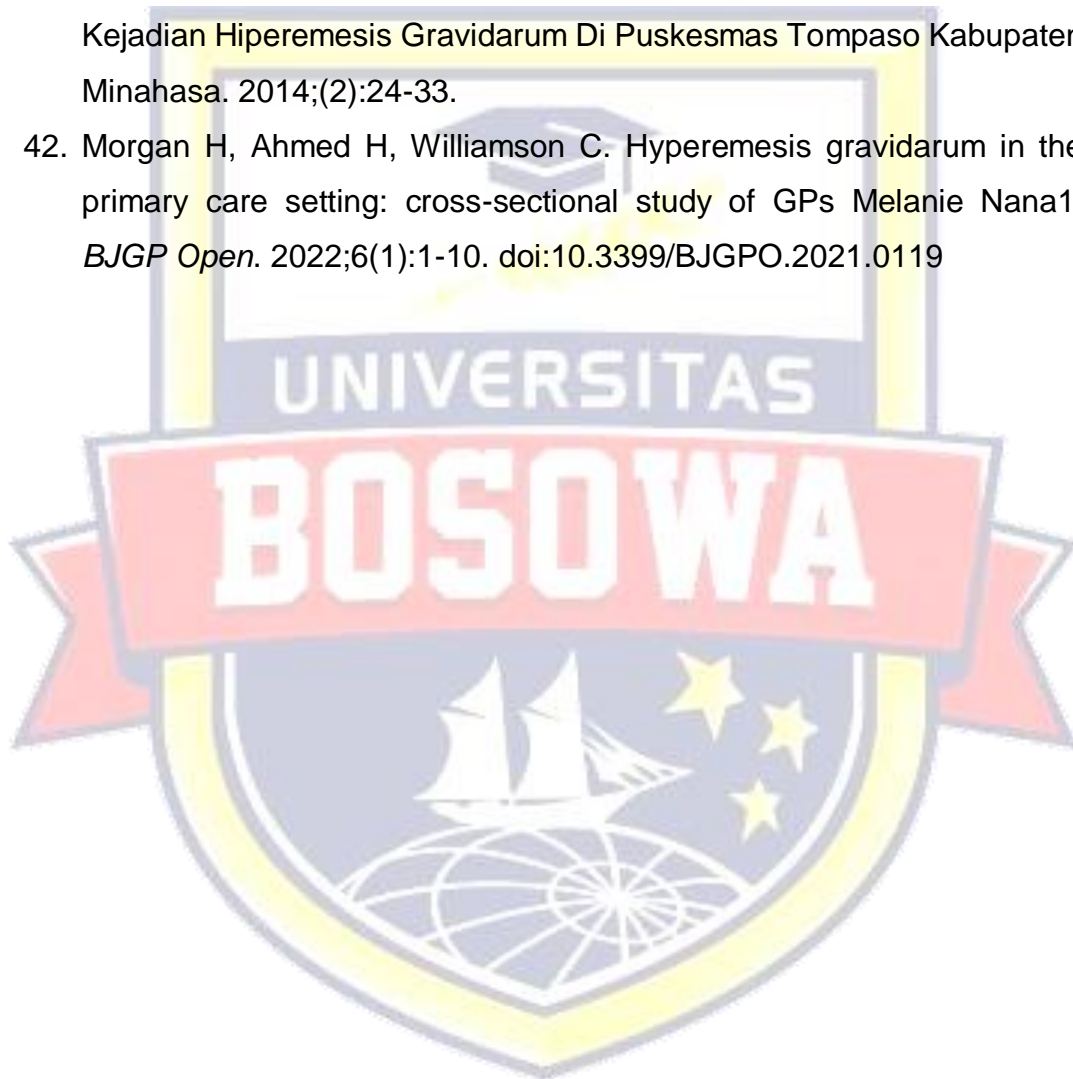 Kejadian Hiperemesis Gravidarum Di Puskesmas Tompaso Kabupaten
Minahasa. 2014;(2):24-33.
42. Morgan H, Ahmed H, Williamson C. Hyperemesis gravidarum in the
primary care setting: cross-sectional study of GPs Melanie Nana1
BJGP Open. 2022;6(1):1-10. doi:10.3399/BJGPO.2021.0119
UNIVERSITAS
BOSOWA